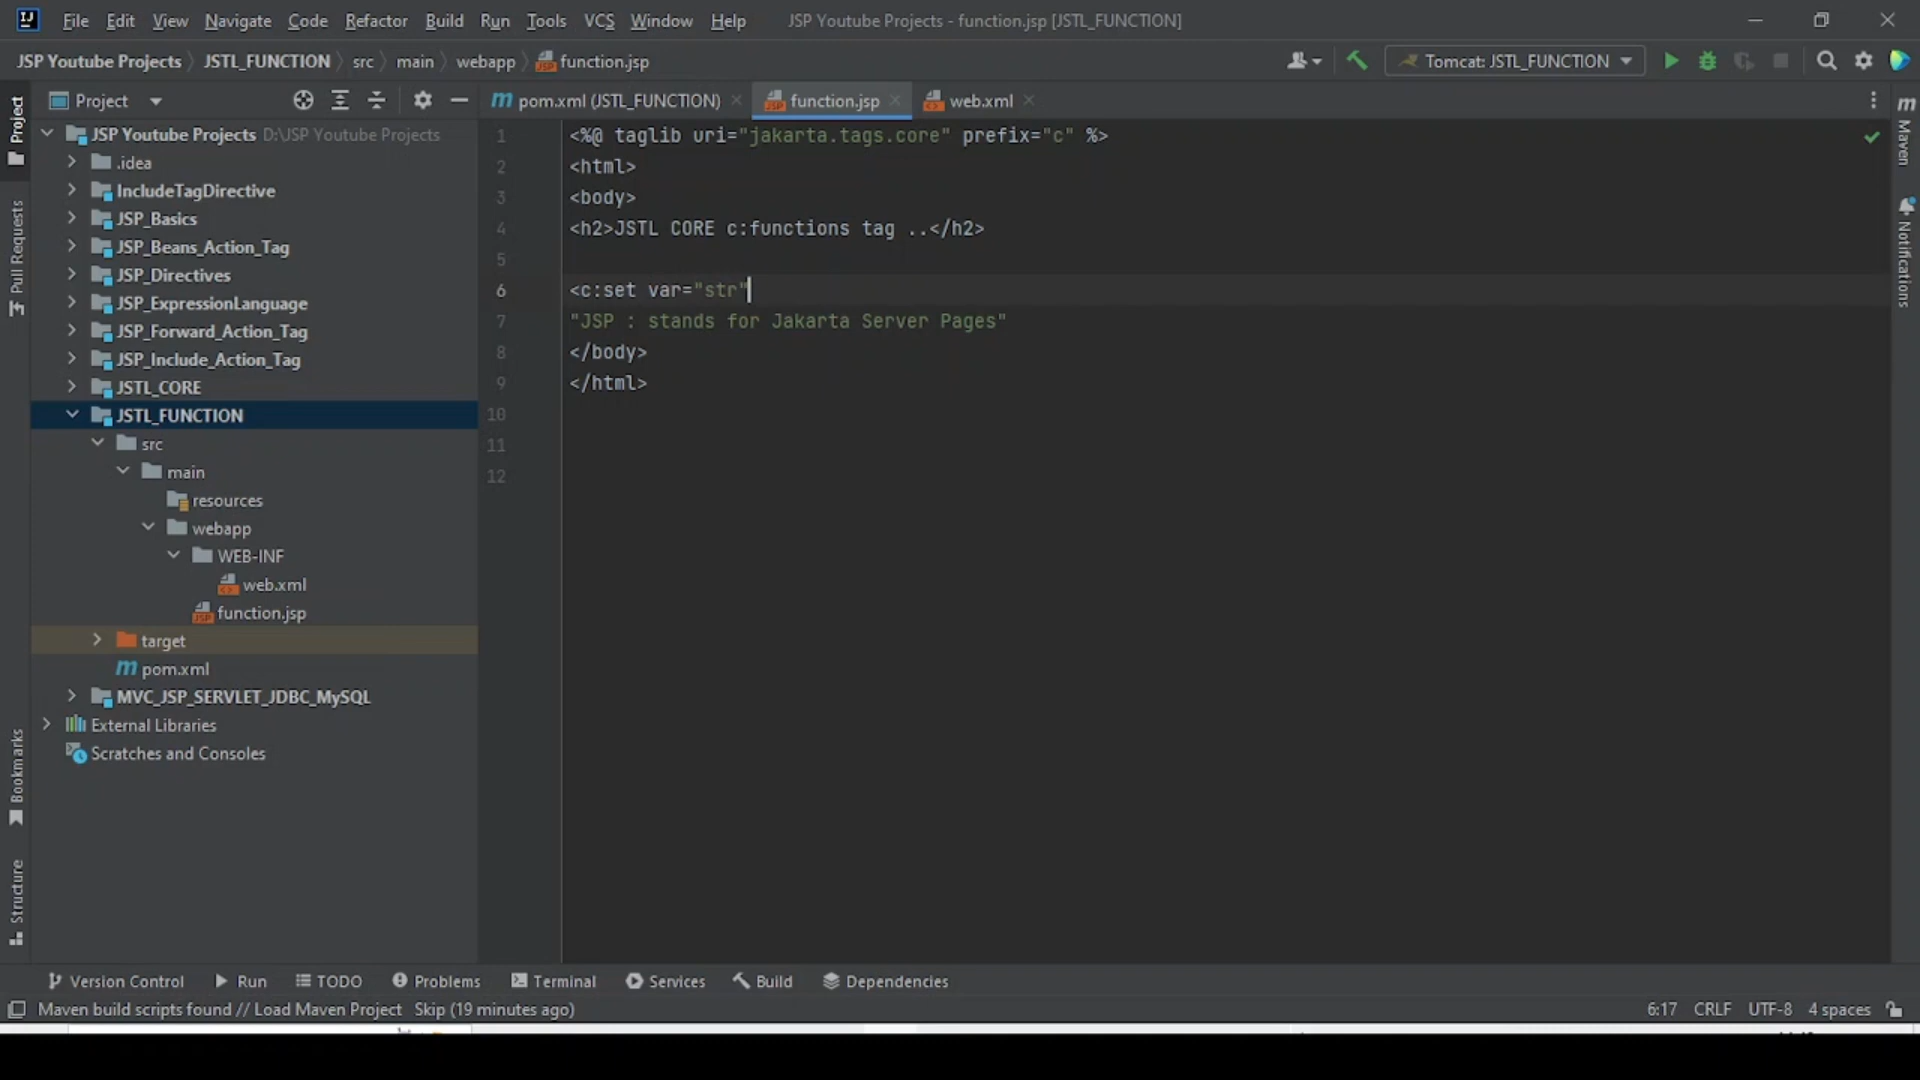 File Edit View Navigate Code Refactor Build Run Tools VCS Window Help JSP Youtube Projects - function.jsp [JSTL_FUNCTION]
JSP Youtube Projects JSTL_FUNCTION src main webapp function.jsp Tomcat: JSTL_FUNCTION
Project pom.xml (JSTL_FUNCTION) function.jsp web.xml
Project
Pull Requests
Bookmarks
Structure
JSP Youtube Projects D:\JSP Youtube Projects
.idea
IncludeTagDirective
JSP_Basics
JSP_Beans_Action_Tag
JSP_Directives
JSP_ExpressionLanguage
JSP_Forward_Action_Tag
JSP_Include_Action_Tag
JSTL_CORE
JSTL_FUNCTION
src
main
resources
webapp
WEB-INF
web.xml
function.jsp
target
pom.xml
MVC_JSP_SERVLET_JDBC_MySQL
External Libraries
Scratches and Consoles
1 <%@ taglib uri="jakarta.tags.core" prefix="c" %>
2 <html>
3 <body>
4 <h2>JSTL CORE c:functions tag ..</h2>
5
6 <c:set var="str"
7 "JSP : stands for Jakarta Server Pages"
8 </body>
9 </html>
10
11
12
Maven
Notifications
Version Control Run TODO Problems Terminal Services Build Dependencies
Maven build scripts found // Load Maven Project Skip (19 minutes ago) 6:17 CRLF UTF-8 4 spaces